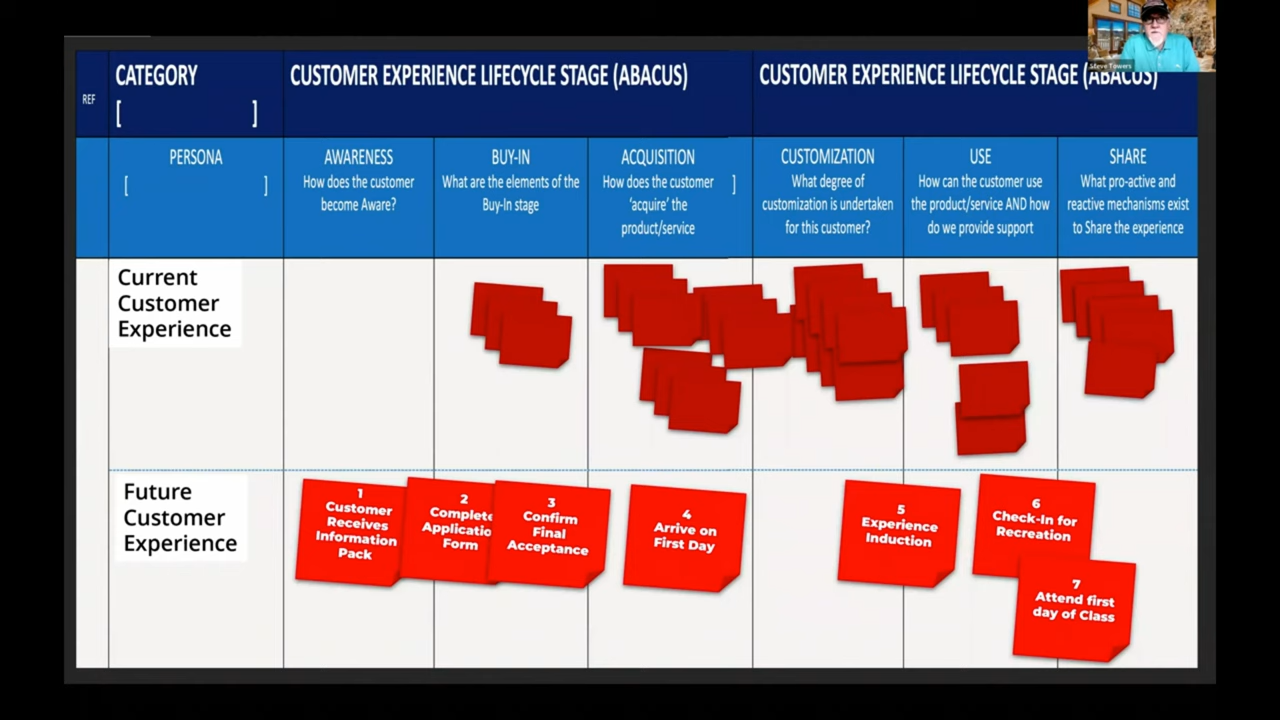 Steve Towers
REF
CATEGORY
[ ]
CUSTOMER EXPERIENCE LIFECYCLE STAGE (ABACUS)
CUSTOMER EXPERIENCE LIFECYCLE STAGE (ABACUS)
PERSONA
[ ]
AWARENESS
How does the customer
become Aware?
BUY-IN
What are the elements of the
Buy-In stage
ACQUISITION
How does the customer ]
‘acquire’ the
product/service
CUSTOMIZATION
What degree of
customization is undertaken
for this customer?
USE
How can the customer use
the product/service AND how
do we provide support
SHARE
What pro-active and
reactive mechanisms exist
to Share the experience
Current
Customer
Experience
Future
Customer
Experience
1
Customer
Receives
Information
Pack
2
Complete
Applicatio
Form
3
Confirm
Final
Acceptance
4
Arrive on
First Day
5
Experience
Induction
6
Check-In for
Recreation
7
Attend first
day of Class